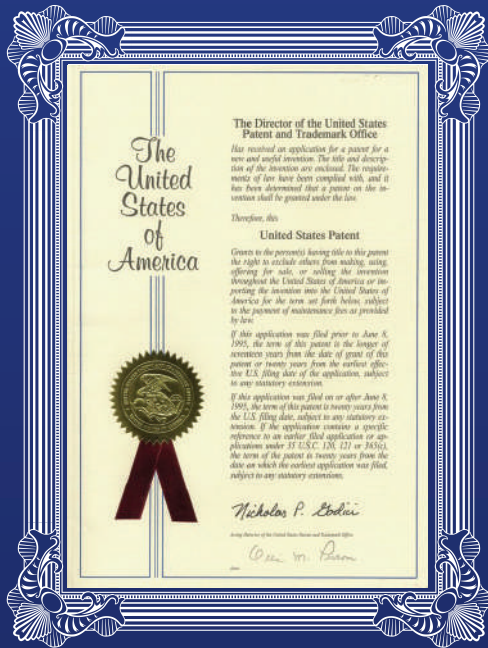 The
United
States
of
America
The Director of the United States
Patent and Trademark Office
Has received an application for a patent for a
new and useful invention. The title and descrip-
tion of the invention are enclosed. The require-
ments of law have been complied with, and it
has been determined that a patent on the in-
vention shall be granted under the law.
Therefore, this
United States Patent
Grants to the person(s) having title to this patent
the right to exclude others from making, using,
offering for sale, or selling the invention
throughout the United States of America or im-
porting the invention into the United States of
America for the term set forth below, subject
to the payment of maintenance fees as provided
by law.
If this application was filed prior to June 8,
1995, the term of this patent is the longer of
seventeen years from the date of grant of this
patent or twenty years from the earliest effec-
tive U.S. filing date of the application, subject
to any statutory extension.
If this application was filed on or after June 8,
1995, the term of this patent is twenty years from
the U.S. filing date, subject to any statutory ex-
tension. If the application contains a specific
reference to an earlier filed application or ap-
plications under 35 U.S.C. 120, 121 or 365(c),
the term of the patent is twenty years from the
date on which the earliest application was filed,
subject to any statutory extensions.
Nicholas P. Godici
Acting Director of the United States Patent and Trademark Office